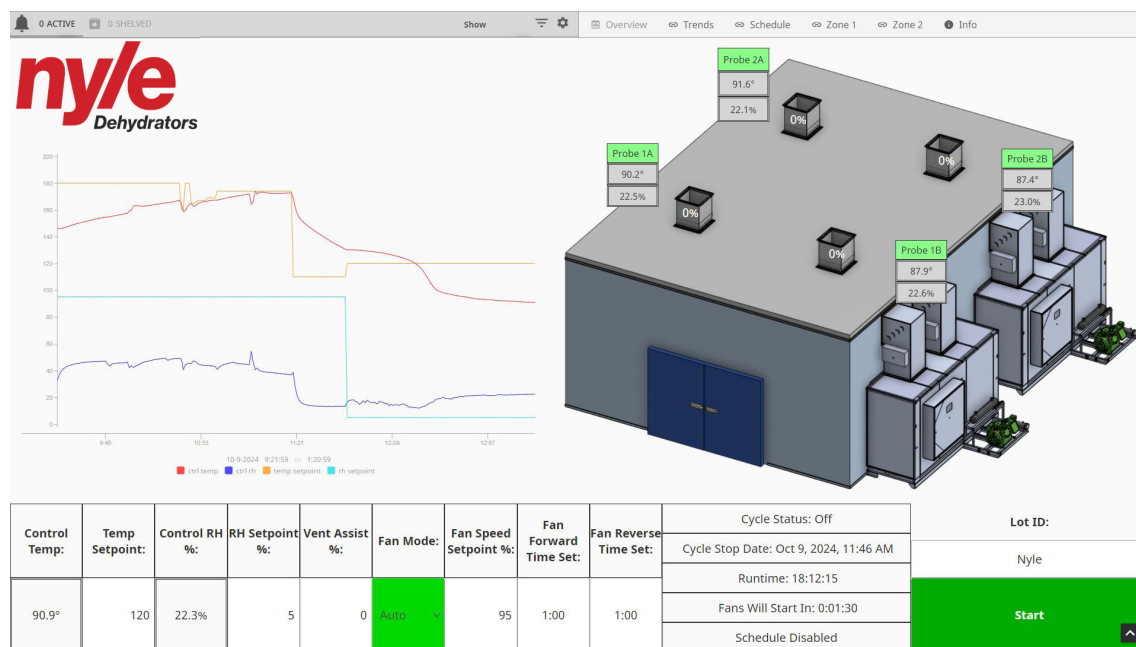 0 ACTIVE
0 SHELVED
Show
Overview
Trends
Schedule
Zone 1
Zone 2
Info
nyle
Dehydrators
Probe 2A
91.6°
22.1%
Probe 1A
90.2°
22.5%
Probe 2B
87.4°
23.0%
Probe 1B
87.9°
22.6%
0%
0%
0%
0%
200
180
160
140
120
100
80
60
40
20
0
9:45
10:33
11:21
12:09
12:57
10-9-2024 9:21:59 1:20:59
ctrl temp ctrl rh temp setpoint rh setpoint
Control Temp:
Temp Setpoint:
Control RH %:
RH Setpoint %:
Vent Assist %:
Fan Mode:
Fan Speed Setpoint %:
Fan Forward Time Set:
Fan Reverse Time Set:
90.9°
120
22.3%
5
0
Auto
95
1:00
1:00
Cycle Status: Off
Cycle Stop Date: Oct 9, 2024, 11:46 AM
Runtime: 18:12:15
Fans Will Start In: 0:01:30
Schedule Disabled
Lot ID:
Nyle
Start